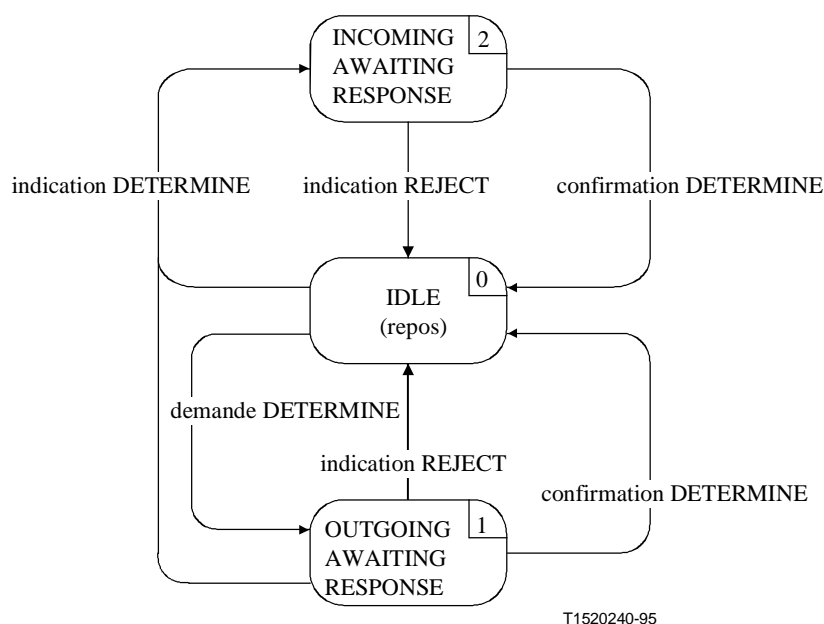 INCOMING
AWAITING
RESPONSE
2
indication DETERMINE
indication REJECT
confirmation DETERMINE
IDLE
(repos)
0
demande DETERMINE
indication REJECT
confirmation DETERMINE
OUTGOING
AWAITING
RESPONSE
1
T1520240-95